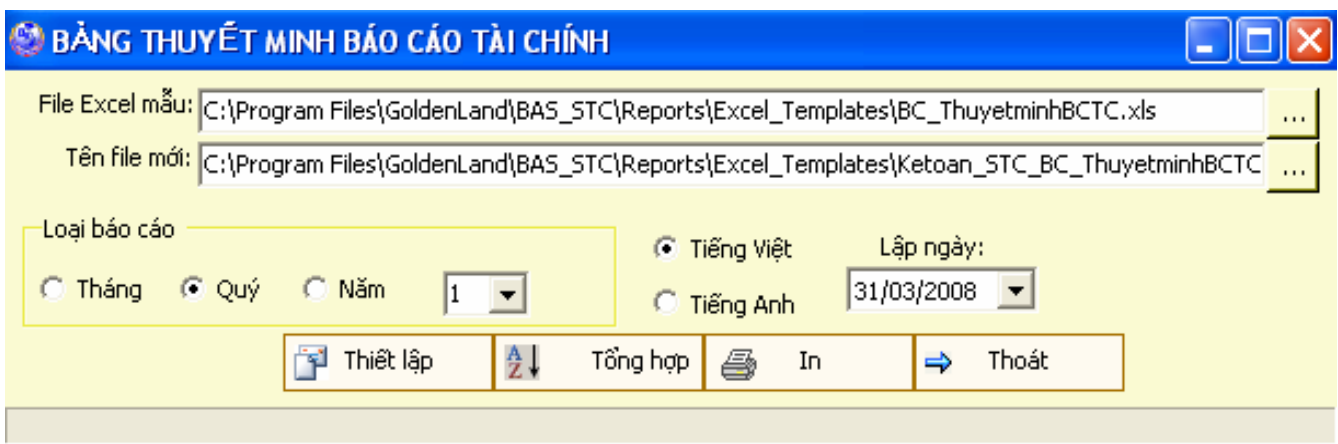 BẢNG THUYẾT MINH BÁO CÁO TÀI CHÍNH
File Excel mẫu: C:\Program Files\GoldenLand\BAS_STC\Reports\Excel_Templates\BC_ThuyetminhBCTC.xls ...
Tên file mới: C:\Program Files\GoldenLand\BAS_STC\Reports\Excel_Templates\Ketoan_STC_BC_ThuyetminhBCTC ...
Loại báo cáo
Tháng Quý Năm 1
Tiếng Việt
Tiếng Anh
Lập ngày:
31/03/2008
Thiết lập Tổng hợp In Thoát